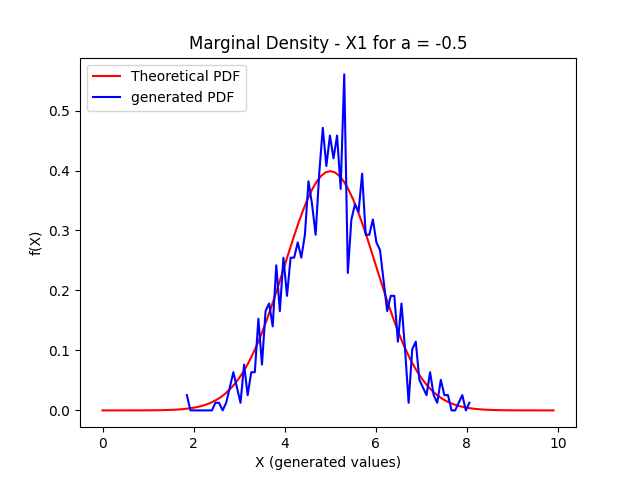 Marginal Density - X1 for a = -0.5
Theoretical PDF
generated PDF
f(X)
0.5
0.4
0.3
0.2
0.1
0.0
0 2 4 6 8 10
X (generated values)